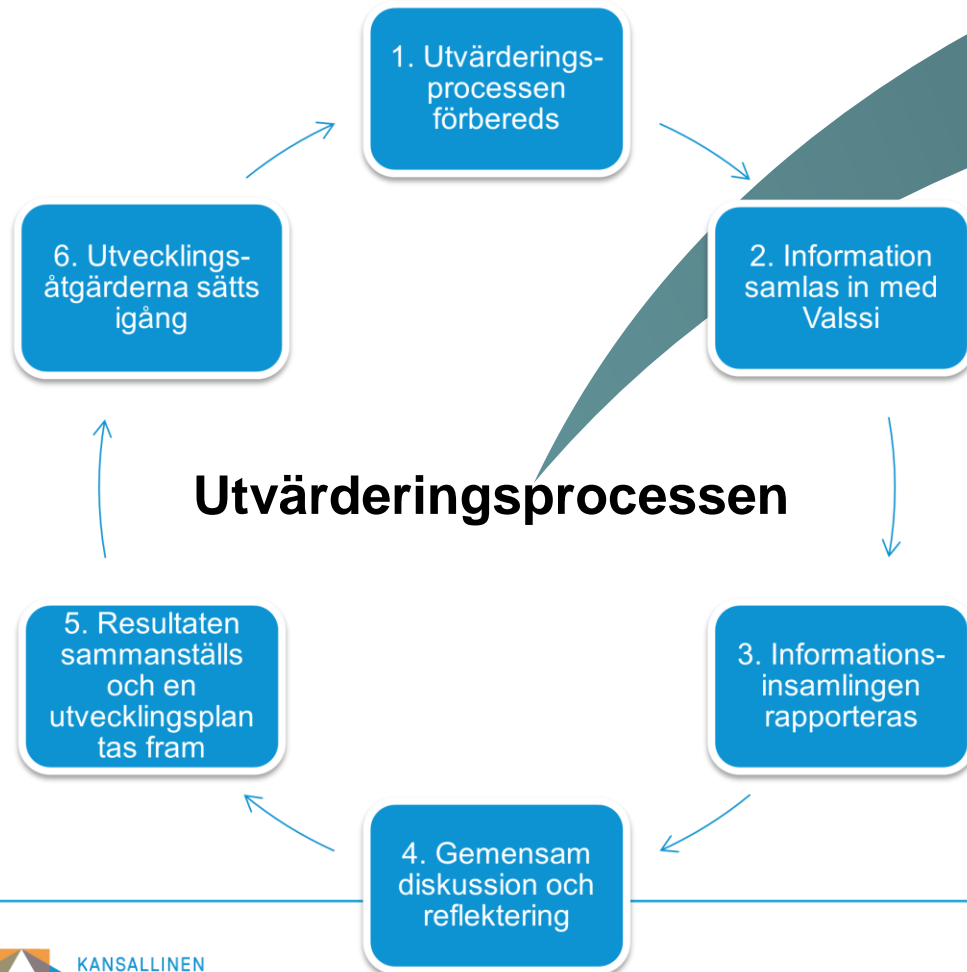 1. Utvärderings-
processen
förbereds
2. Information
samlas in med
Valssi
3. Informations-
insamlingen
rapporteras
4. Gemensam
diskussion och
reflektering
5. Resultaten
sammanställs
och en
utvecklingsplan
tas fram
6. Utvecklings-
åtgärderna sätts
igång
Utvärderingsprocessen
KANSALLINEN